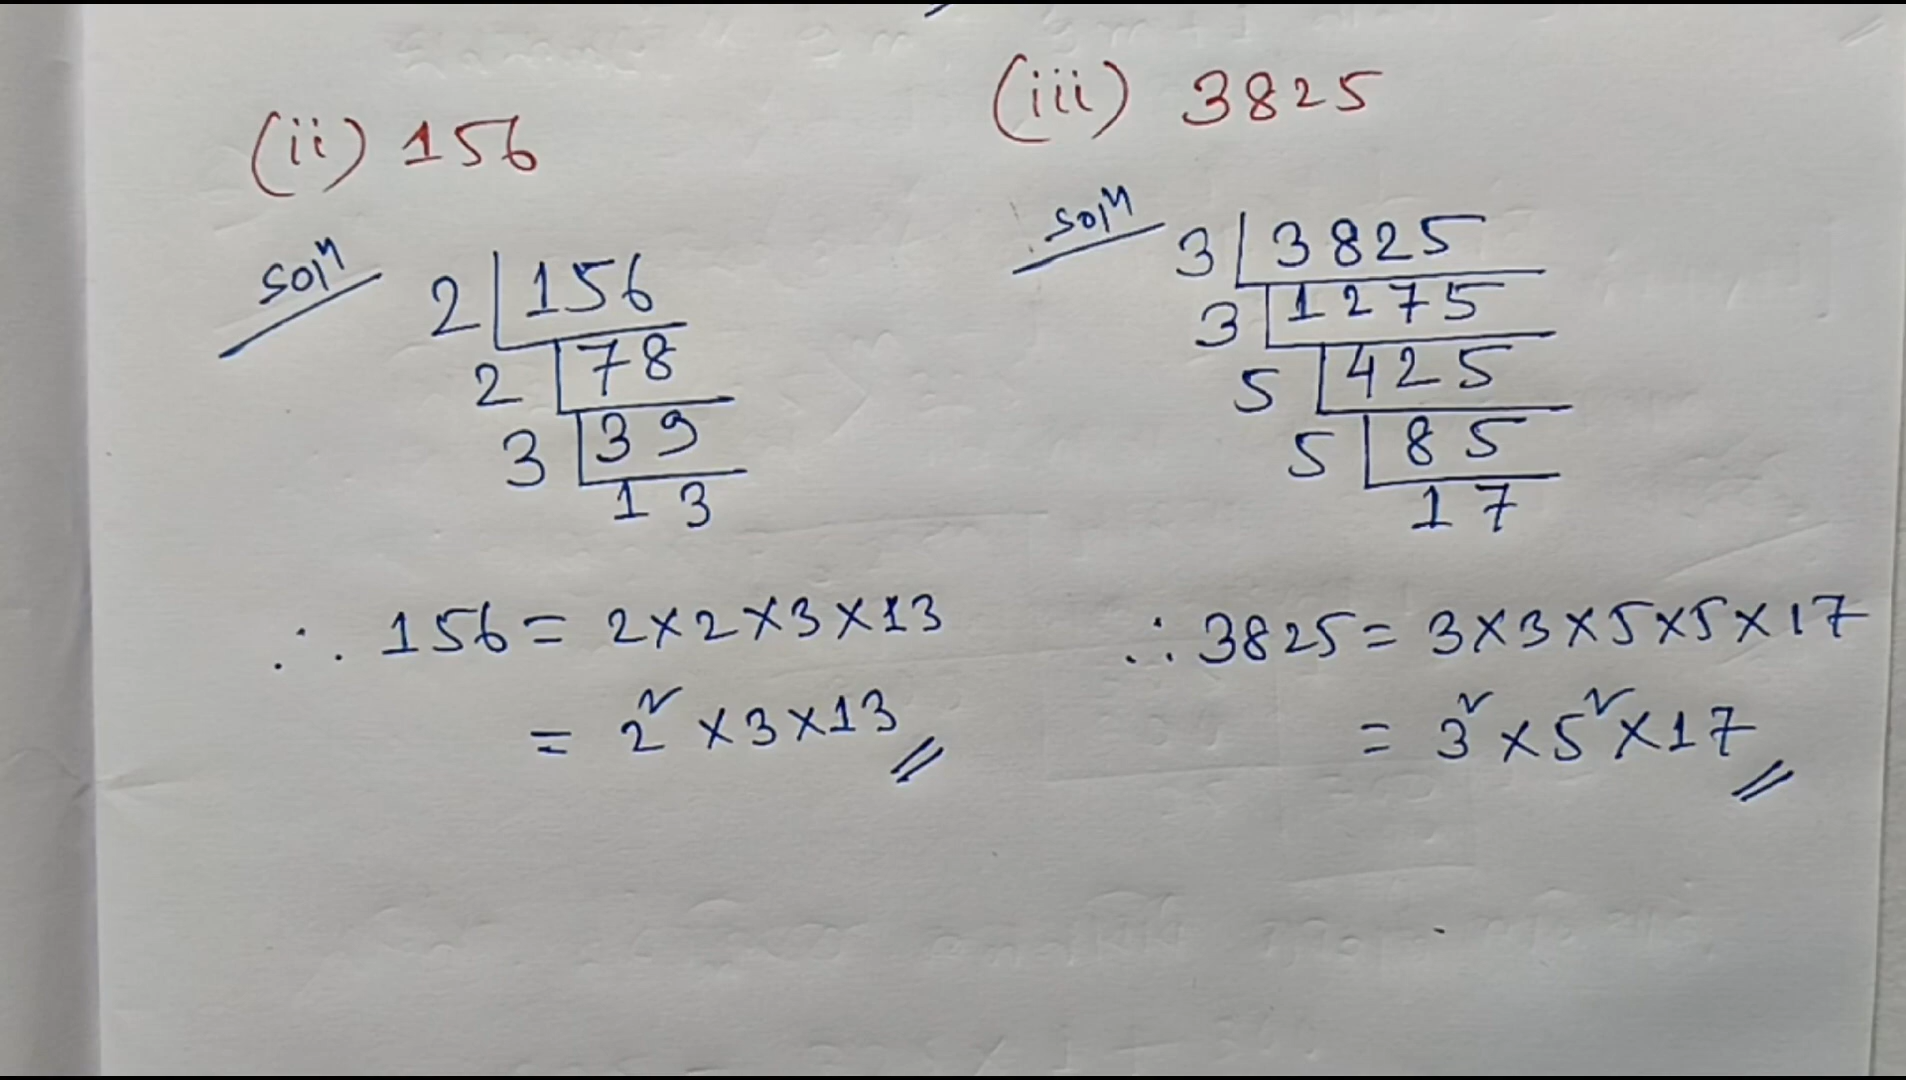 (ii) 156
Solⁿ
2 | 156
2 | 78
3 | 39
13
∴ 156 = 2×2×3×13
= 2² ×3×13
(iii) 3825
Solⁿ
3 | 3825
3 | 1275
5 | 425
5 | 85
17
∴ 3825 = 3×3×5×5×17
= 3² ×5²×17